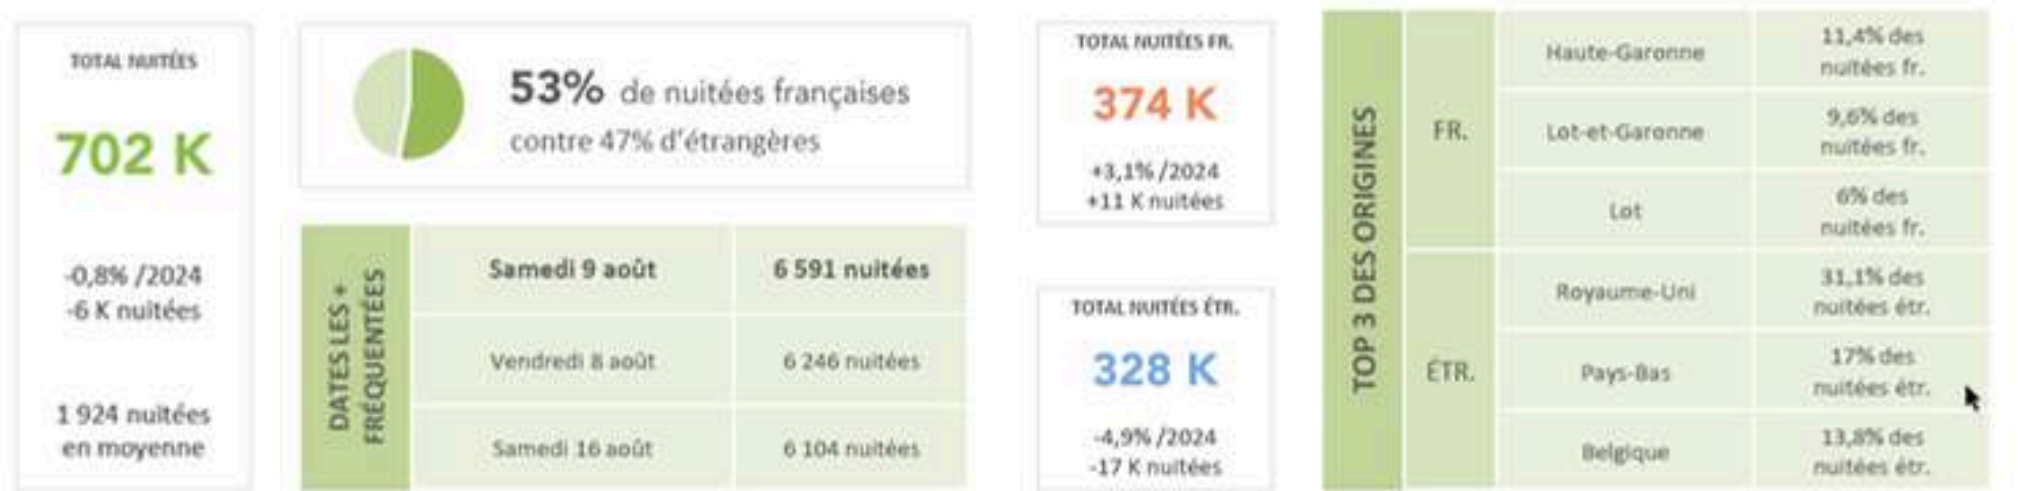 TOTAL NUITÉES
702 K
-0,8% /2024
-6 K nuitées
1 924 nuitées
en moyenne
53% de nuitées françaises
contre 47% d'étrangères
DATES LES +
FRÉQUENTÉES
Samedi 9 août 6 591 nuitées
Vendredi 8 août 6 246 nuitées
Samedi 16 août 6 104 nuitées
TOTAL NUITÉES FR.
374 K
+3,1% /2024
+11 K nuitées
TOTAL NUITÉES ÉTR.
328 K
-4,9% /2024
-17 K nuitées
TOP 3 DES ORIGINES
FR.
Haute-Garonne
11,4% des
nuitées fr.
Lot-et-Garonne
9,6% des
nuitées fr.
Lot
6% des
nuitées fr.
ÉTR.
Royaume-Uni
31,1% des
nuitées étr.
Pays-Bas
17% des
nuitées étr.
Belgique
13,8% des
nuitées étr.